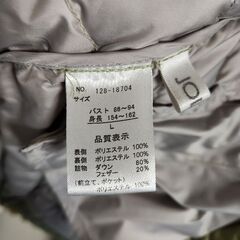 NO. 128-18704
サイズ
バスト 86～94
身長 154～162
L
品質表示
表側 ポリエステル 100%
裏側 ポリエステル 100%
詰物 ダウン 80%
フェザー 20%
(前立て、ポケット)
ポリエステル 100%
JO